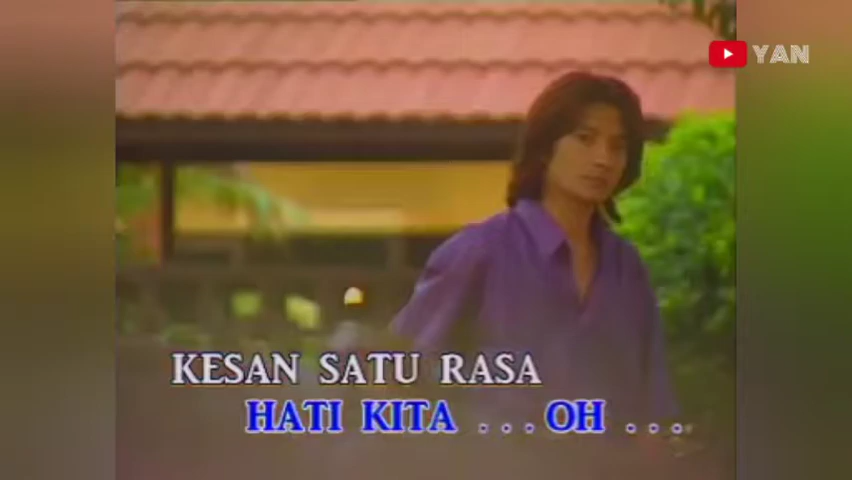 YAN
KESAN SATU RASA
HATI KITA ... OH ...